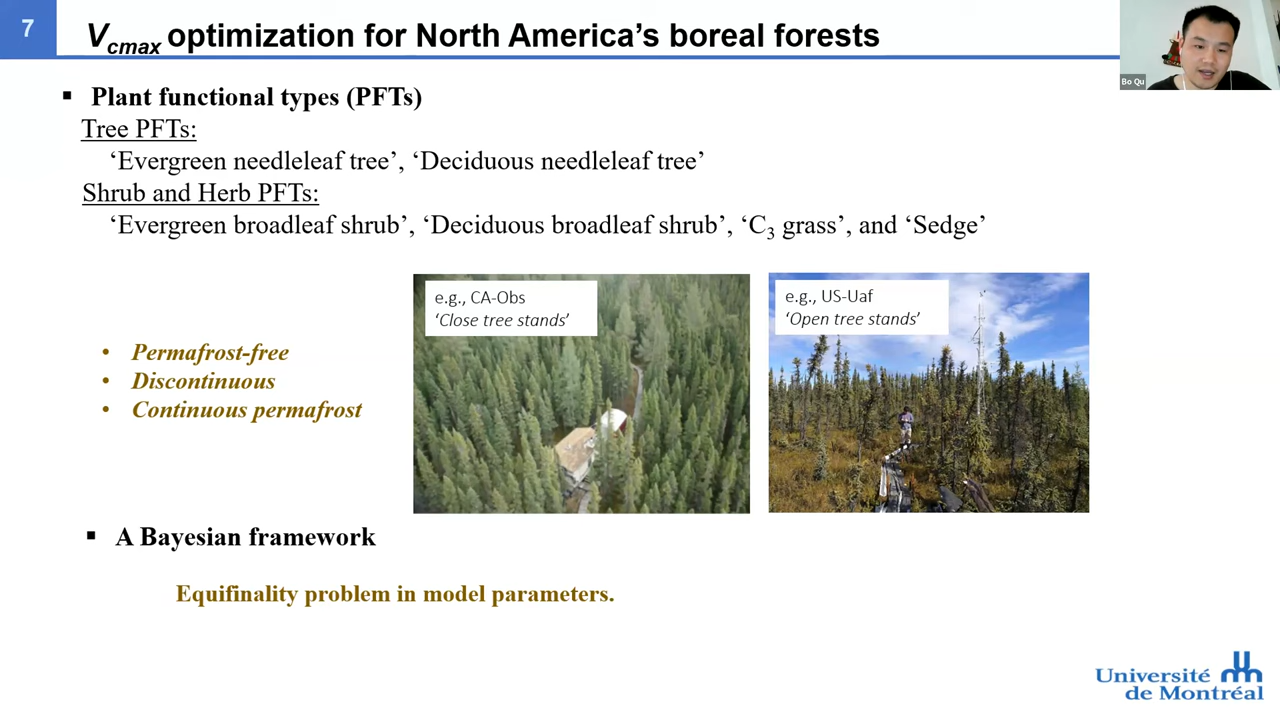 7
Vcmax optimization for North America’s boreal forests
Bo Qu
▪ Plant functional types (PFTs)
Tree PFTs:
‘Evergreen needleleaf tree’, ‘Deciduous needleleaf tree’
Shrub and Herb PFTs:
‘Evergreen broadleaf shrub’, ‘Deciduous broadleaf shrub’, ‘C3 grass’, and ‘Sedge’
e.g., CA-Obs
‘Close tree stands’
e.g., US-Uaf
‘Open tree stands’
• Permafrost-free
• Discontinuous
• Continuous permafrost
▪ A Bayesian framework
Equifinality problem in model parameters.
Université
de Montréal